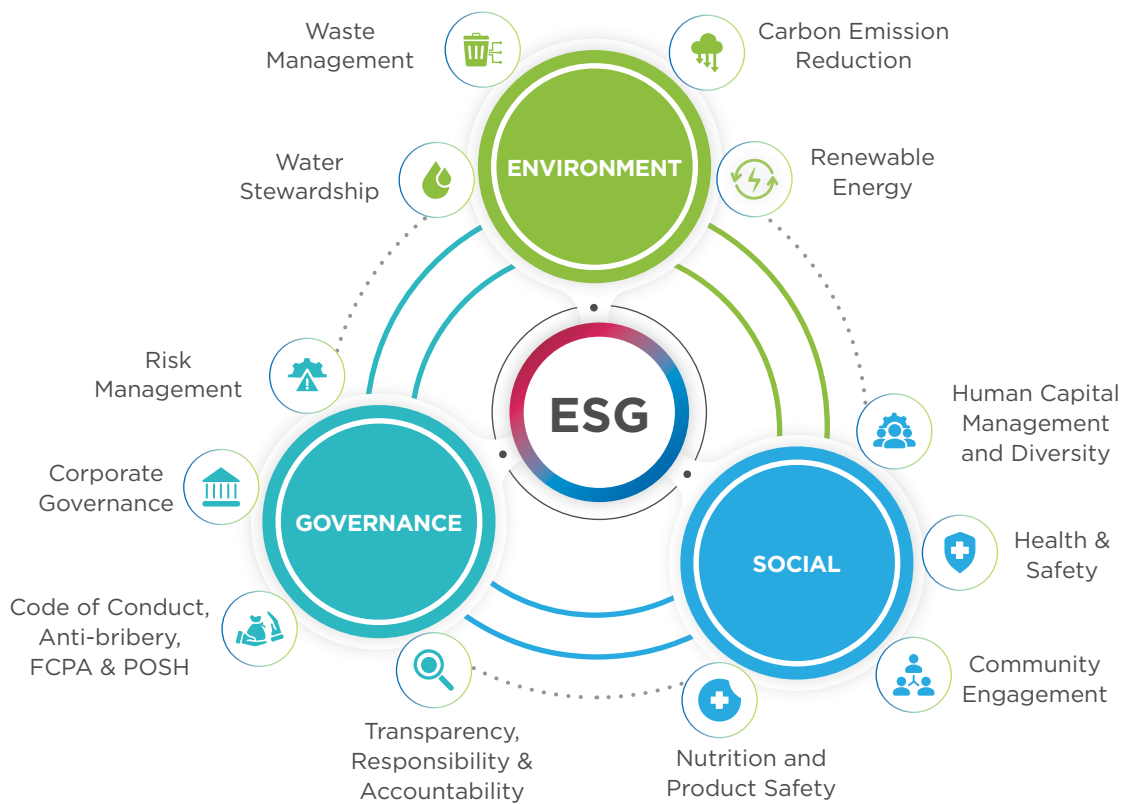 Waste
Management
Carbon Emission
Reduction
Water
Stewardship
ENVIRONMENT
Renewable
Energy
Risk
Management
ESG
Human Capital
Management
and Diversity
Corporate
Governance
GOVERNANCE
SOCIAL
Health &
Safety
Code of Conduct,
Anti-bribery,
FCPA & POSH
Community
Engagement
Transparency,
Responsibility &
Accountability
Nutrition and
Product Safety